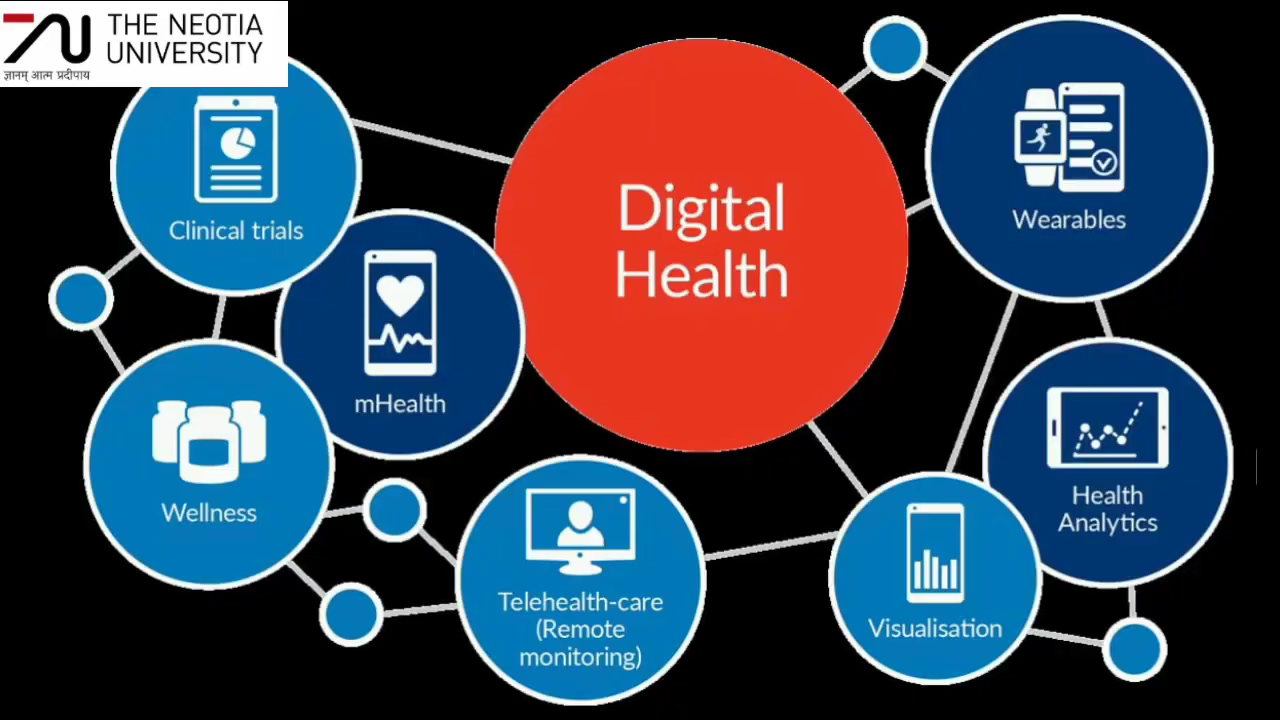 THE NEOTIA
UNIVERSITY
ज्ञानम् आत्म प्रदीपाय
Clinical trials
Digital
Health
Wearables
mHealth
Wellness
Health
Analytics
Telehealth-care
(Remote
monitoring)
Visualisation